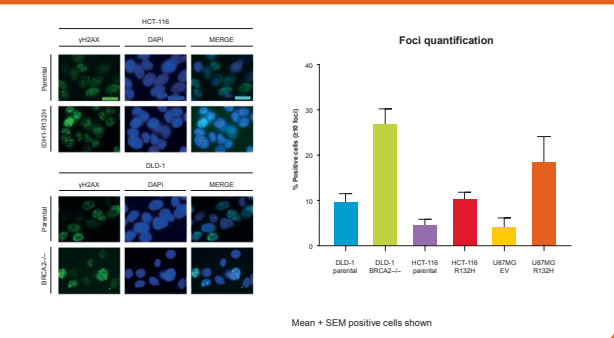 HCT-116
γH2AX DAPI MERGE
Parental
IDH1-R132H
DLD-1
γH2AX DAPI MERGE
Parental
BRCA2–/–
Foci quantification
% Positive cells (≥10 foci)
40
30
20
10
0
DLD-1 parental
DLD-1 BRCA2–/–
HCT-116 parental
HCT-116 R132H
U87MG EV
U87MG R132H
Mean + SEM positive cells shown